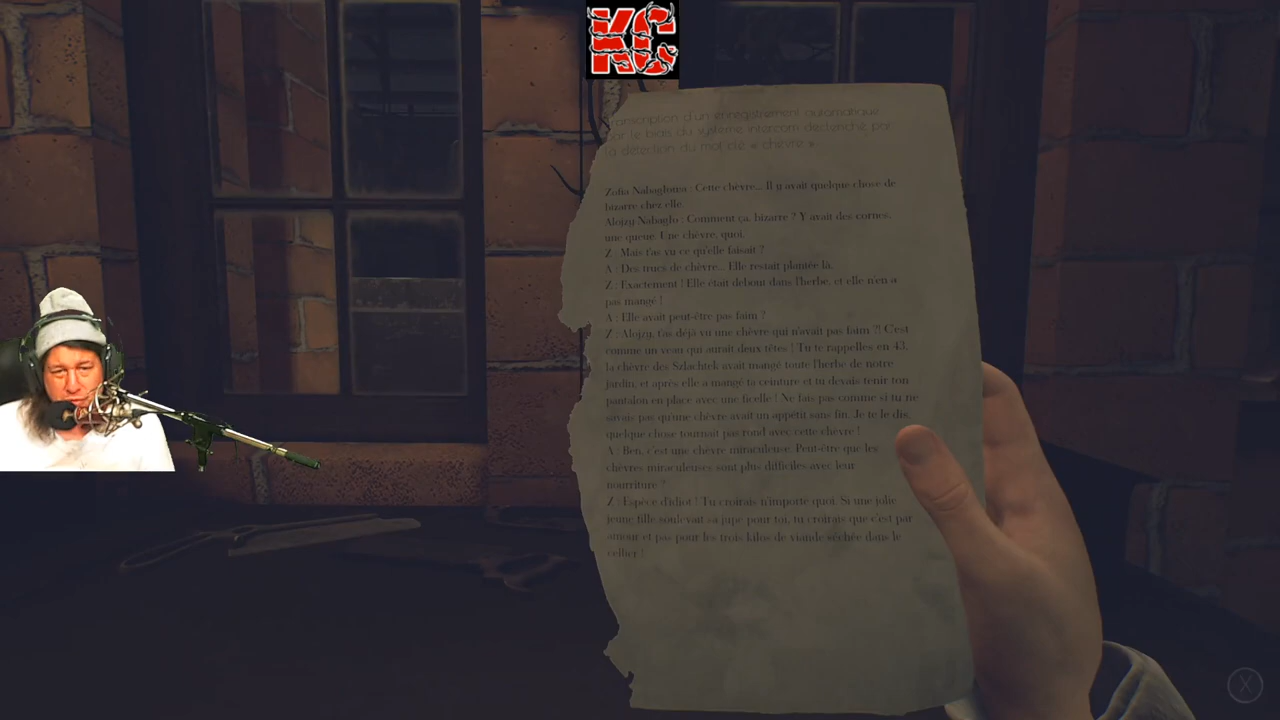 KC
Transcription d'un enregistrement automatique
par le biais du système intercom déclenché par
la détection du mot clé « chèvre »
Zofia Nabagłowa : Cette chèvre... Il y avait quelque chose de
bizarre chez elle.
Alojzy Nabagło : Comment ça, bizarre ? Y avait des cornes,
une queue. Une chèvre, quoi.
Z : Mais t'as vu ce qu'elle faisait ?
A : Des trucs de chèvre... Elle restait plantée là.
Z : Exactement ! Elle était debout dans l'herbe, et elle n'en a
pas mangé !
A : Elle avait peut-être pas faim ?
Z : Alojzy, t'as déjà vu une chèvre qui n'avait pas faim ?! C'est
comme un veau qui aurait deux têtes ! Tu te rappelles en 43,
la chèvre des Szlachtek avait mangé toute l'herbe de notre
jardin, et après elle a mangé ta ceinture et tu devais tenir ton
pantalon en place avec une ficelle ! Ne fais pas comme si tu ne
savais pas qu'une chèvre avait un appétit sans fin. Je te le dis,
quelque chose tournait pas rond avec cette chèvre !
A : Ben, c'est une chèvre miraculeuse. Peut-être que les
chèvres miraculeuses sont plus difficiles avec leur
nourriture ?
Z : Espèce d'idiot ! Tu croirais n'importe quoi. Si une jolie
jeune fille soulevait sa jupe pour toi, tu croirais que c'est par
amour et pas pour les trois kilos de viande séchée dans le
cellier !
X